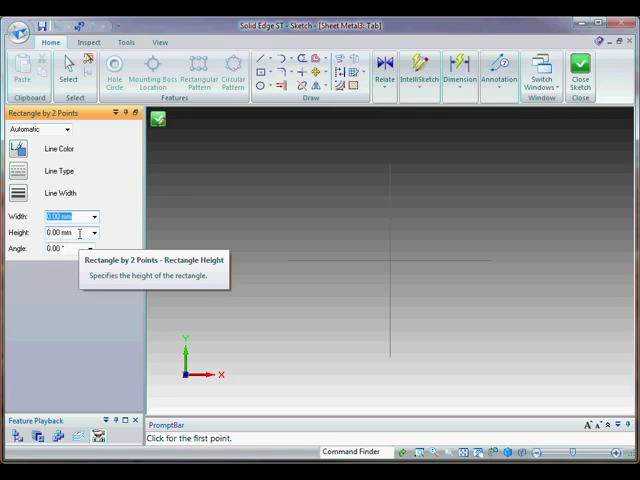 Solid Edge ST - Sketch - [Sheet Metal3: Tab]
Home Inspect Tools View
Paste
Select
Hole Circle
Mounting Boss Location
Rectangular Pattern
Circular Pattern
Relate
IntelliSketch
Dimension
Annotation
Switch Windows
Close Sketch
Clipboard Select Features Draw Window Close
Rectangle by 2 Points
Automatic
Line Color
Line Type
Line Width
Width: 0.00 mm
Height: 0.00 mm
Angle: 0.00 °
Rectangle by 2 Points - Rectangle Height
Specifies the height of the rectangle.
Y
X
Feature Playback
PromptBar
Click for the first point.
Command Finder